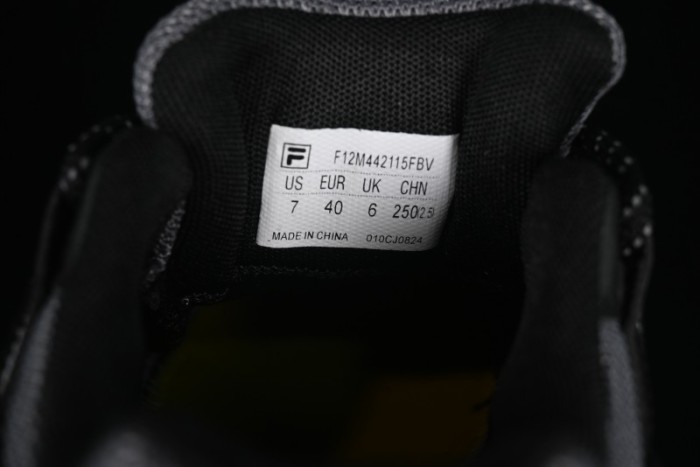 F12M442115FBV
US EUR UK CHN
7 40 6 250(2.5)
MADE IN CHINA 010CJ0824